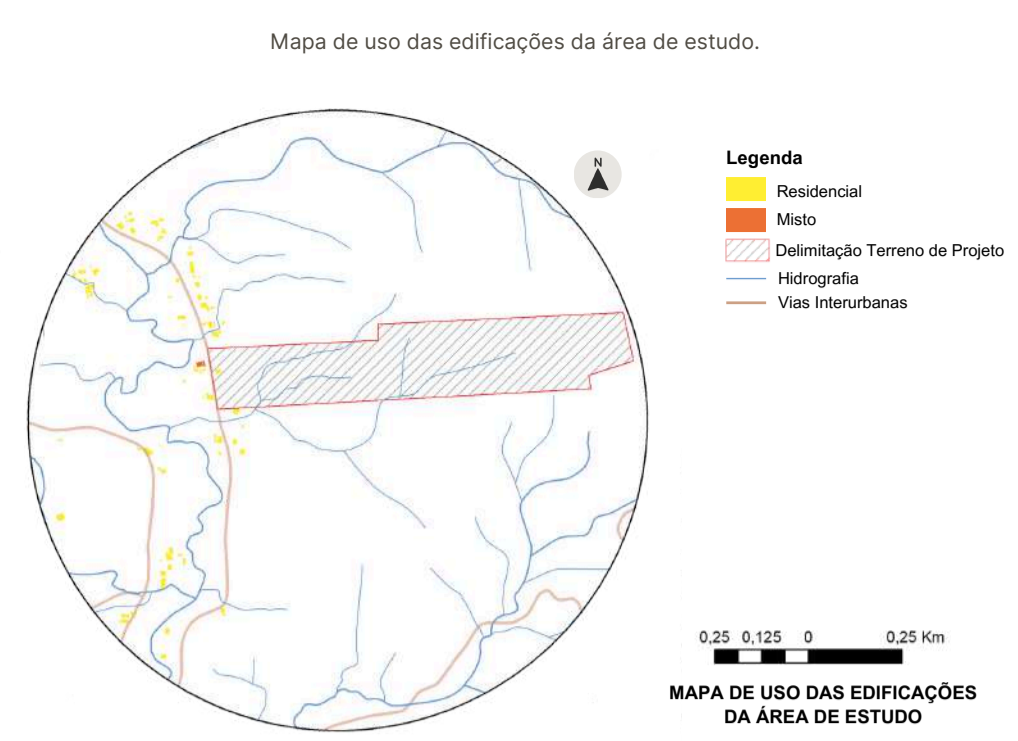 Mapa de uso das edificações da área de estudo.
N
Legenda
Residencial
Misto
Delimitação Terreno de Projeto
Hidrografia
Vias Interurbanas
0,25 0,125 0 0,25 Km
MAPA DE USO DAS EDIFICAÇÕES
DA ÁREA DE ESTUDO